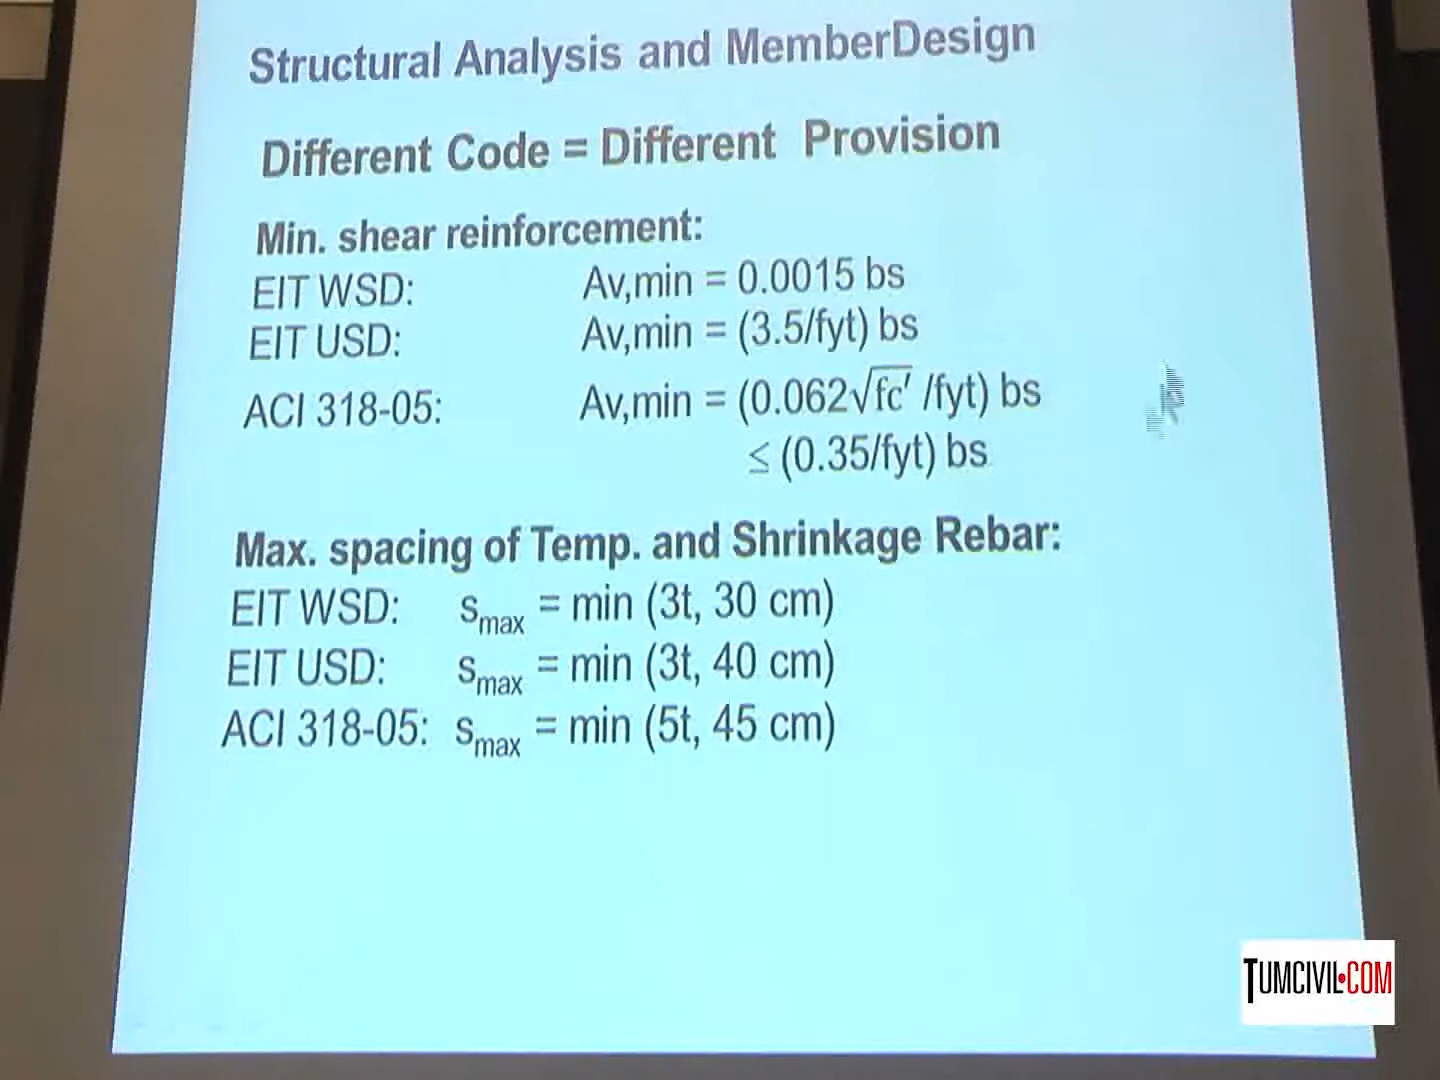 Structural Analysis and MemberDesign
Different Code = Different Provision
Min. shear reinforcement:
EIT WSD: Av,min = 0.0015 bs
EIT USD: Av,min = (3.5/fyt) bs
ACI 318-05: Av,min = (0.062√fc′ /fyt) bs
≤ (0.35/fyt) bs
Max. spacing of Temp. and Shrinkage Rebar:
EIT WSD: smax = min (3t, 30 cm)
EIT USD: smax = min (3t, 40 cm)
ACI 318-05: smax = min (5t, 45 cm)
TUMCIVIL•COM